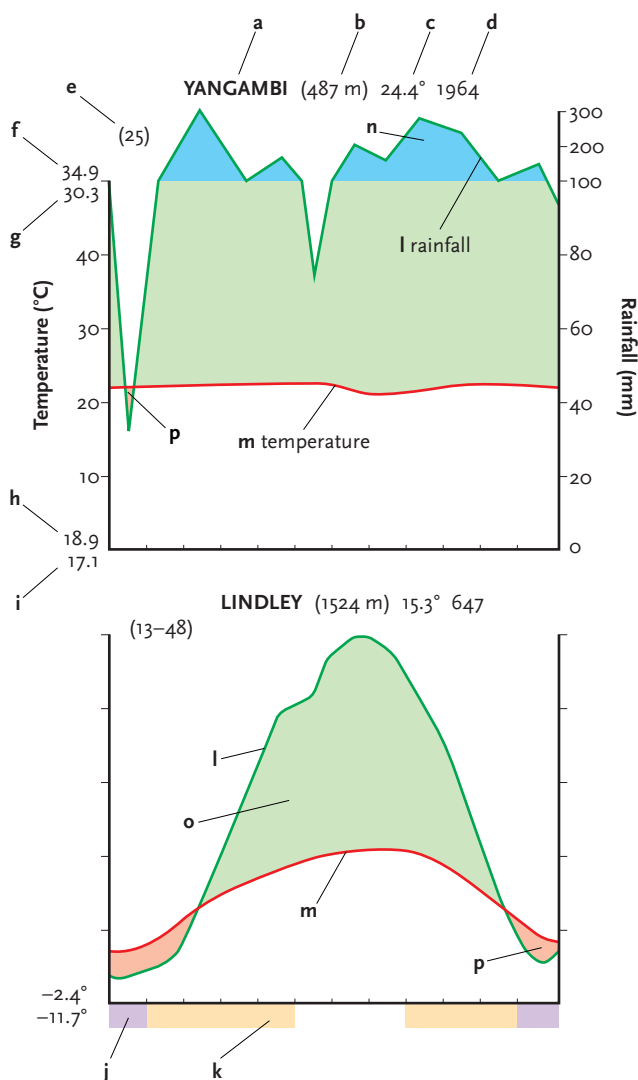 a b c d
YANGAMBI (487 m) 24.4° 1964
e
(25)
f
34.9
30.3
g
40
30
20
10
Temperature (°C)
h
18.9
17.1
i
300
200
100
80
60
40
20
0
Rainfall (mm)
n
l rainfall
p
m temperature
LINDLEY (1524 m) 15.3° 647
(13–48)
l
o
m
p
–2.4°
–11.7°
j k